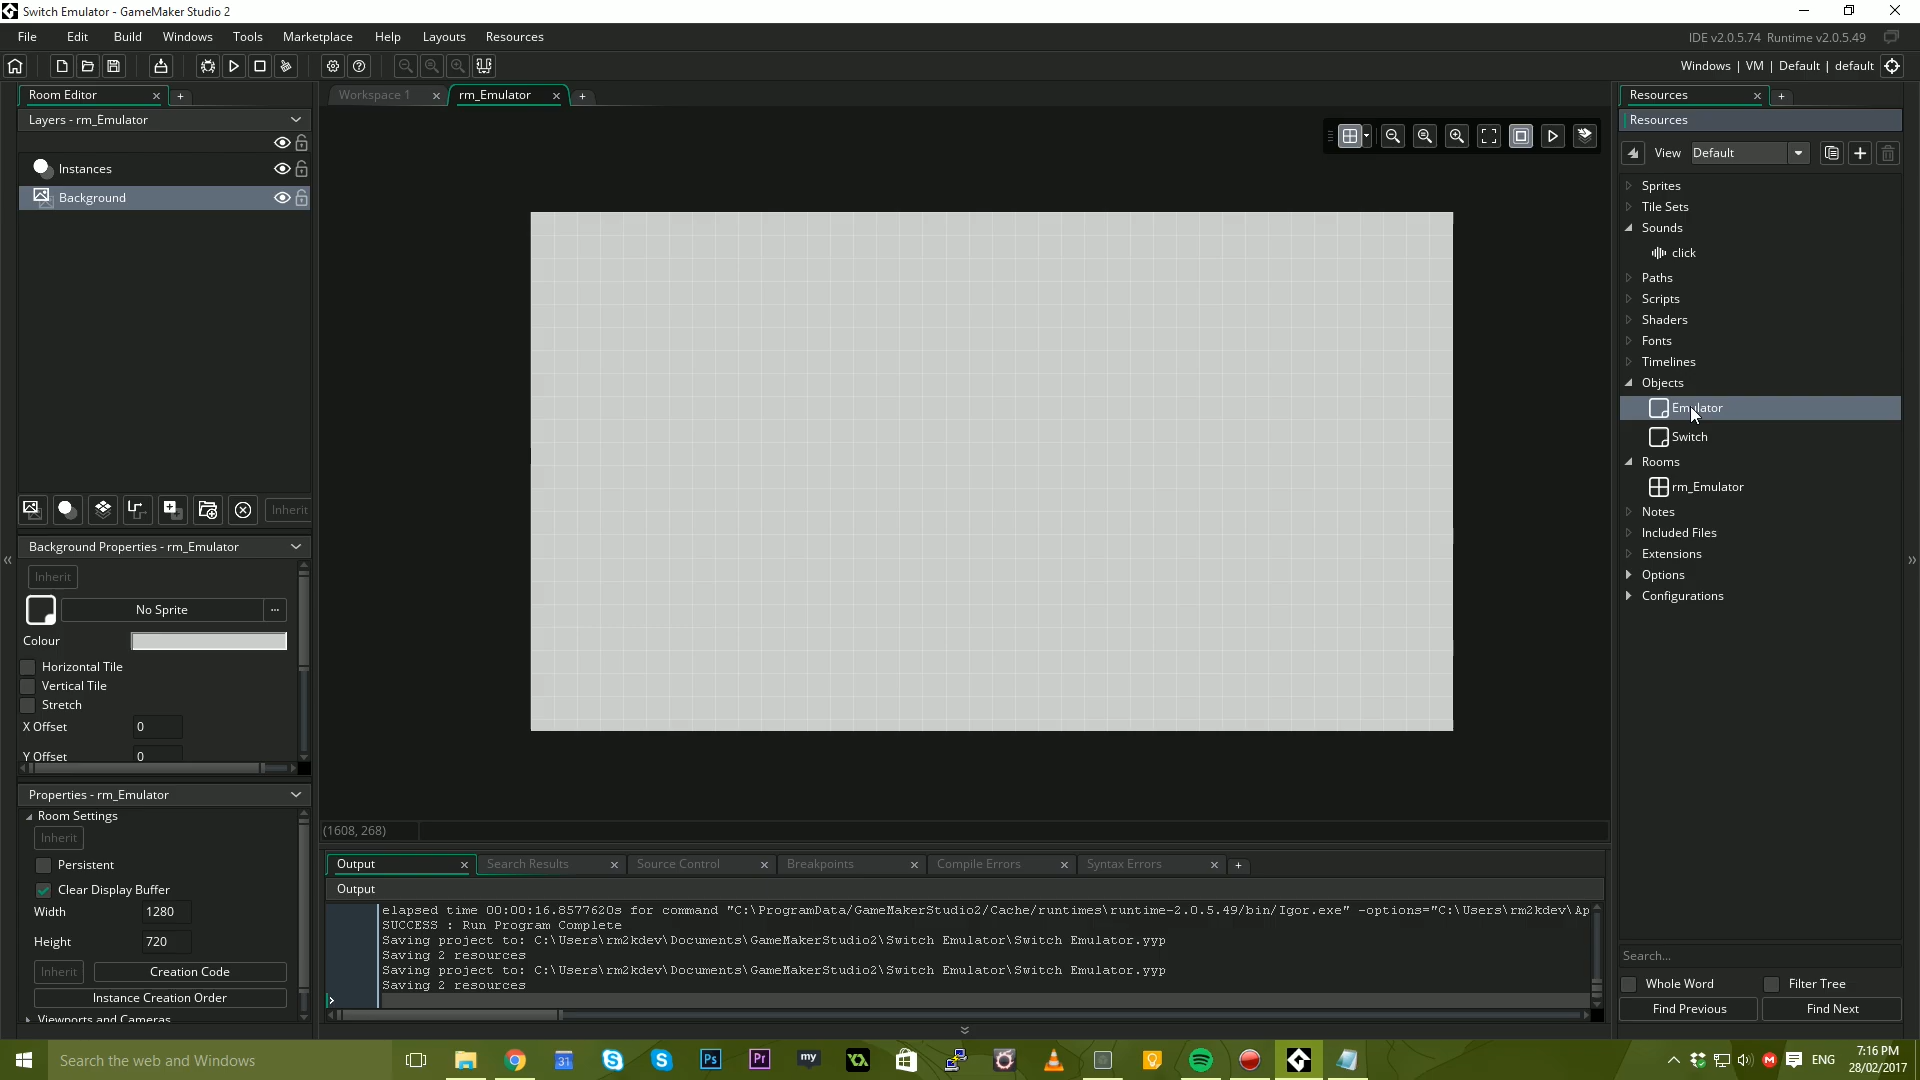 Switch Emulator - GameMaker Studio 2
File Edit Build Windows Tools Marketplace Help Layouts Resources
IDE v2.0.5.74 Runtime v2.0.5.49
Windows | VM | Default | default
Room Editor
Workspace 1
rm_Emulator
Resources
Layers - rm_Emulator
Resources
View Default
Instances
Background
Sprites
Tile Sets
Sounds
click
Paths
Scripts
Shaders
Fonts
Timelines
Objects
Emulator
Switch
Rooms
rm_Emulator
Notes
Included Files
Extensions
Options
Configurations
Inherit
Background Properties - rm_Emulator
Inherit
No Sprite ...
Colour
Horizontal Tile
Vertical Tile
Stretch
X Offset 0
Y Offset 0
Properties - rm_Emulator
Room Settings
Inherit
Persistent
Clear Display Buffer
Width 1280
Height 720
Inherit Creation Code
Instance Creation Order
Viewports and Cameras
(1608, 268)
Output Search Results Source Control Breakpoints Compile Errors Syntax Errors
Output
elapsed time 00:00:16.8577620s for command "C:\ProgramData/GameMakerStudio2/Cache/runtimes\runtime-2.0.5.49/bin/Igor.exe" -options="C:\Users\rm2kdev\Ap
SUCCESS : Run Program Complete
Saving project to: C:\Users\rm2kdev\Documents\GameMakerStudio2\Switch Emulator\Switch Emulator.yyp
Saving 2 resources
Saving project to: C:\Users\rm2kdev\Documents\GameMakerStudio2\Switch Emulator\Switch Emulator.yyp
Saving 2 resources
Search...
Whole Word
Filter Tree
Find Previous
Find Next
Search the web and Windows
31
Ps
Pr
my
ENG
7:16 PM
28/02/2017